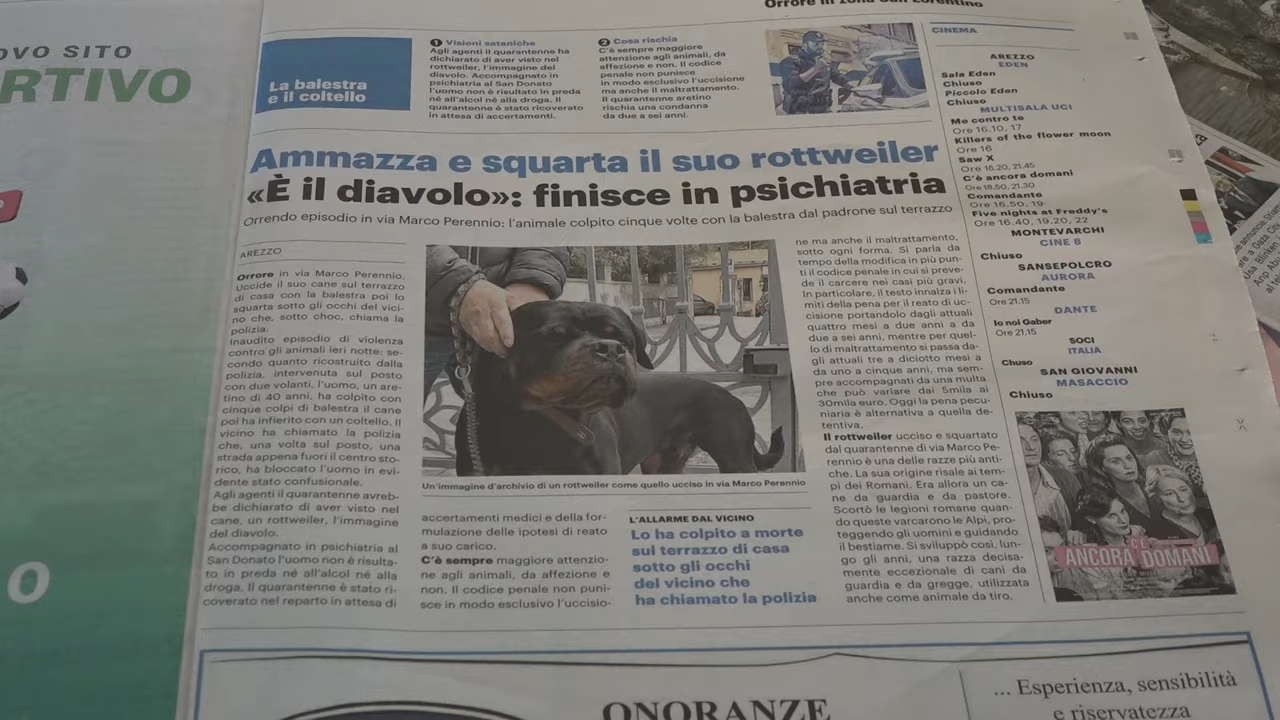 OVO SITO
RTIVO
O
La balestra
e il coltello
1 Visioni sataniche
Agli agenti il quarantenne ha
dichiarato di aver visto nel
rottweiler, l'immagine del
diavolo. Accompagnato in
psichiatria al San Donato
l'uomo non è risultato in preda
né all'alcol né alla droga. Il
quarantenne è stato ricoverato
in attesa di accertamenti.
2 Cosa rischia
C'è sempre maggiore
attenzione agli animali, da
affezione e non. Il codice
penale non punisce
in modo esclusivo l'uccisione
ma anche il maltrattamento.
Il quarantenne aretino
rischia una condanna
da due a sei anni.
Ammazza e squarta il suo rottweiler
«È il diavolo»: finisce in psichiatria
Orrendo episodio in via Marco Perennio: l'animale colpito cinque volte con la balestra dal padrone sul terrazzo
AREZZO
Orrore in via Marco Perennio.
Uccide il suo cane sul terrazzo
di casa con la balestra poi lo
squarta sotto gli occhi del vici-
no che, sotto choc, chiama la
polizia.
Inaudito episodio di violenza
contro gli animali ieri notte: se-
condo quanto ricostruito dalla
polizia, intervenuta sul posto
con due volanti, l'uomo, un are-
tino di 40 anni, ha colpito con
cinque colpi di balestra il cane
poi ha infierito con un coltello. Il
vicino ha chiamato la polizia
che, una volta sul posto, una
strada appena fuori il centro sto-
rico, ha bloccato l'uomo in evi-
dente stato confusionale.
Agli agenti il quarantenne avreb-
be dichiarato di aver visto nel
cane, un rottweiler, l'immagine
del diavolo.
Accompagnato in psichiatria al
San Donato l'uomo non è risulta-
to in preda né all'alcol né alla
droga. Il quarantenne è stato ri-
coverato nel reparto in attesa di
Un'immagine d'archivio di un rottweiler come quello ucciso in via Marco Perennio
accertamenti medici e della for-
mulazione delle ipotesi di reato
a suo carico.
C'è sempre maggiore attenzio-
ne agli animali, da affezione e
non. Il codice penale non puni-
sce in modo esclusivo l'uccisio-
L'ALLARME DAL VICINO
Lo ha colpito a morte
sul terrazzo di casa
sotto gli occhi
del vicino che
ha chiamato la polizia
ne ma anche il maltrattamento,
sotto ogni forma. Si parla da
tempo della modifica in più pun-
ti il codice penale in cui si preve-
de il carcere nei casi più gravi.
In particolare, il testo innalza i li-
miti della pena per il reato di uc-
cisione portandolo dagli attuali
quattro mesi a due anni a da
due a sei anni, mentre per quel-
lo di maltrattamento si passa da-
gli attuali tre a diciotto mesi a
da uno a cinque anni, ma sem-
pre accompagnati da una multa
che può variare dai 5mila ai
30mila euro. Oggi la pena pecu-
niaria è alternativa a quella de-
tentiva.
Il rottweiler ucciso e squartato
dal quarantenne di via Marco Pe-
rennio è una delle razze più anti-
che. La sua origine risale ai tem-
pi dei Romani. Era allora un ca-
ne da guardia e da pastore.
Scortò le legioni romane quan-
do queste varcarono le Alpi, pro-
teggendo gli uomini e guidando
il bestiame. Si sviluppò così, lun-
go gli anni, una razza decisa-
mente eccezionale di cani da
guardia e da gregge, utilizzata
anche come animale da tiro.
CINEMA
AREZZO
EDEN
Sala Eden
Chiuso
Piccolo Eden
Chiuso
MULTISALA UCI
Me contro te
Ore 16.10, 17
Killers of the flower moon
Ore 16
Saw X
Ore 16.20, 21.45
C'è ancora domani
Ore 18.50, 21.30
Comandante
Ore 16.50, 19
Five nights at Freddy's
Ore 16.40, 19.20, 22
MONTEVARCHI
CINE 8
Chiuso
SANSEPOLCRO
AURORA
Comandante
Ore 21.15
DANTE
Io noi Gaber
Ore 21.15
SOCI
ITALIA
Chuso
SAN GIOVANNI
MASACCIO
Chiuso
C'È
ANCORA DOMANI
ONORANZE
... Esperienza, sensibilità
e riservatezza